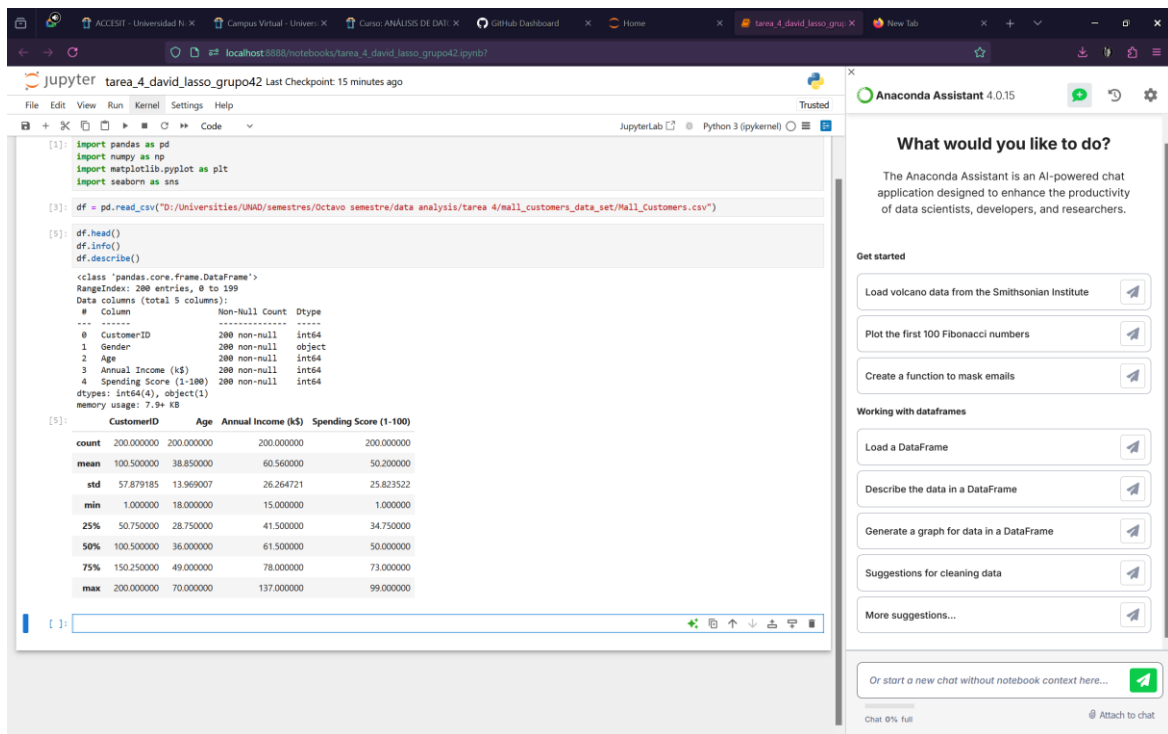 ACCESIT - Universidad N
Campus Virtual - Univers
Curso: ANÁLISIS DE DAT
GitHub Dashboard
Home
tarea_4_david_lasso_grup
New Tab
localhost:8888/notebooks/tarea_4_david_lasso_grupo42.ipynb?
jupyter tarea_4_david_lasso_grupo42 Last Checkpoint: 15 minutes ago
File Edit View Run Kernel Settings Help Trusted
Code JupyterLab Python 3 (ipykernel)
[1]: import pandas as pd
import numpy as np
import matplotlib.pyplot as plt
import seaborn as sns
[3]: df = pd.read_csv("D:/Universities/UNAD/semestres/Octavo semestre/data analysis/tarea 4/mall_customers_data_set/Mall_Customers.csv")
[5]: df.head()
df.info()
df.describe()
<class 'pandas.core.frame.DataFrame'>
RangeIndex: 200 entries, 0 to 199
Data columns (total 5 columns):
# Column Non-Null Count Dtype
--- ------ -------------- -----
0 CustomerID 200 non-null int64
1 Gender 200 non-null object
2 Age 200 non-null int64
3 Annual Income (k$) 200 non-null int64
4 Spending Score (1-100) 200 non-null int64
dtypes: int64(4), object(1)
memory usage: 7.9+ KB
[5]: CustomerID Age Annual Income (k$) Spending Score (1-100)
count 200.000000 200.000000 200.000000 200.000000
mean 100.500000 38.850000 60.560000 50.200000
std 57.879185 13.969007 26.264721 25.823522
min 1.000000 18.000000 15.000000 1.000000
25% 50.750000 28.750000 41.500000 34.750000
50% 100.500000 36.000000 61.500000 50.000000
75% 150.250000 49.000000 78.000000 73.000000
max 200.000000 70.000000 137.000000 99.000000
[ ]:
Anaconda Assistant 4.0.15
What would you like to do?
The Anaconda Assistant is an AI-powered chat
application designed to enhance the productivity
of data scientists, developers, and researchers.
Get started
Load volcano data from the Smithsonian Institute
Plot the first 100 Fibonacci numbers
Create a function to mask emails
Working with dataframes
Load a DataFrame
Describe the data in a DataFrame
Generate a graph for data in a DataFrame
Suggestions for cleaning data
More suggestions...
Or start a new chat without notebook context here...
Chat 0% full
Attach to chat